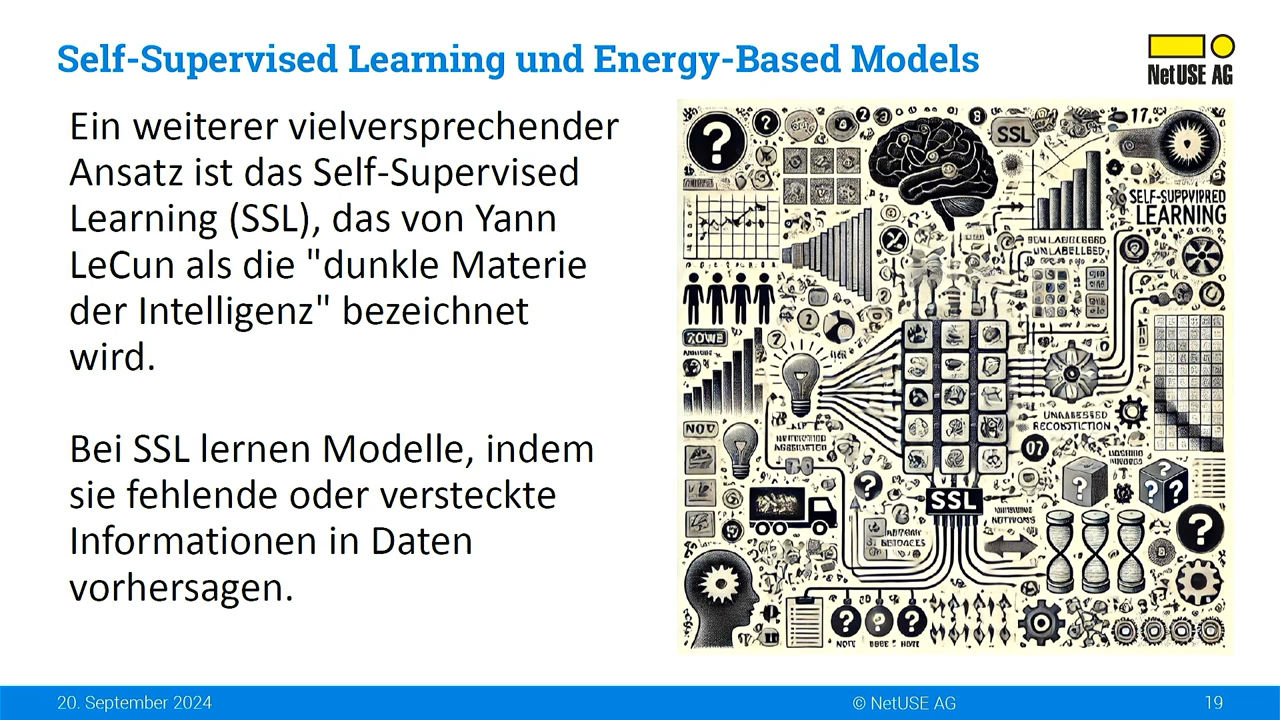 Self-Supervised Learning und Energy-Based Models
NetUSE AG
Ein weiterer vielversprechender
Ansatz ist das Self-Supervised
Learning (SSL), das von Yann
LeCun als die "dunkle Materie
der Intelligenz" bezeichnet
wird.
Bei SSL lernen Modelle, indem
sie fehlende oder versteckte
Informationen in Daten
vorhersagen.
SSL
17.
LEARNING
SSL
07
20. September 2024
© NetUSE AG
19